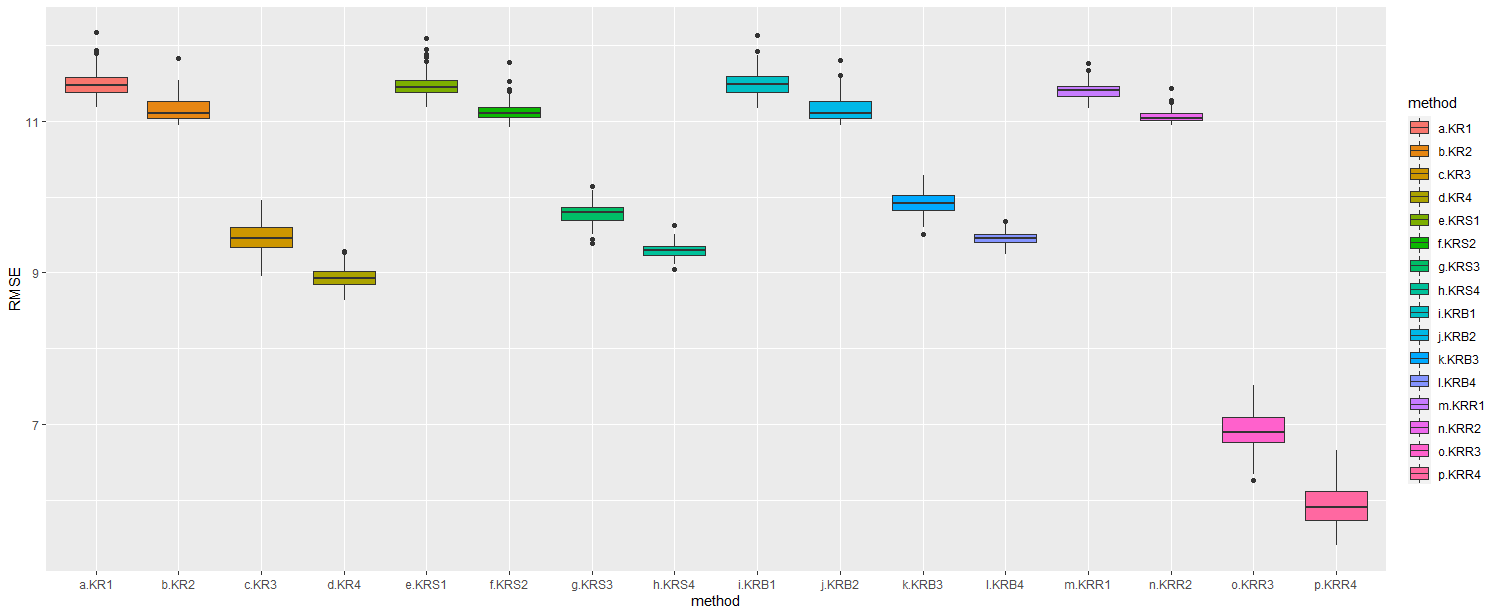 RMSE
11
9
7
a.KR1 b.KR2 c.KR3 d.KR4 e.KRS1 f.KRS2 g.KRS3 h.KRS4 i.KRB1 j.KRB2 k.KRB3 l.KRB4 m.KRR1 n.KRR2 o.KRR3 p.KRR4
method
method
a.KR1
b.KR2
c.KR3
d.KR4
e.KRS1
f.KRS2
g.KRS3
h.KRS4
i.KRB1
j.KRB2
k.KRB3
l.KRB4
m.KRR1
n.KRR2
o.KRR3
p.KRR4